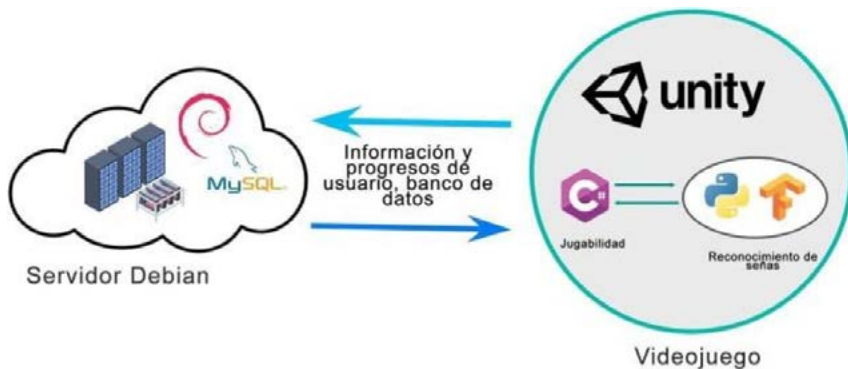 MySQL
Servidor Debian
Información y
progresos de
usuario, banco de
datos
unity
C#
Jugabilidad
Reconocimiento de
señas
Videojuego